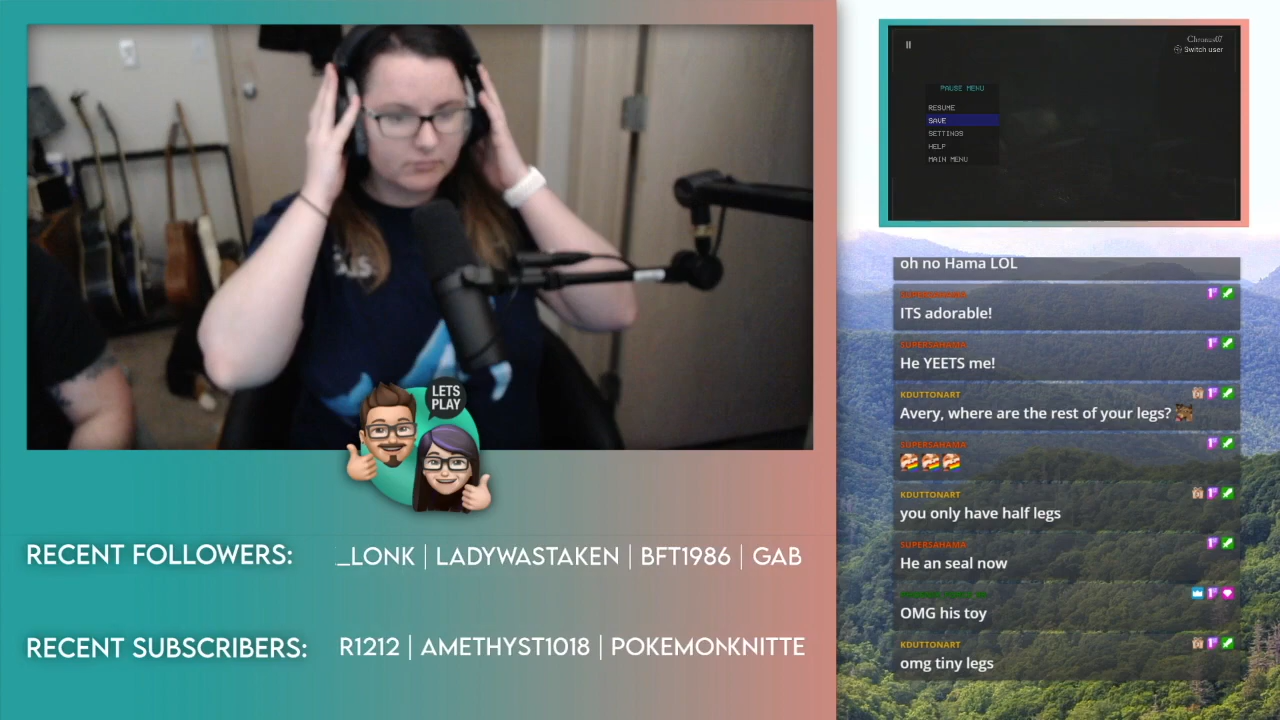 LETS
PLAY
RECENT FOLLOWERS: _LONK | LADYWASTAKEN | BFT1986 | GAB
RECENT SUBSCRIBERS: R1212 | AMETHYST1018 | POKEMONKNITTE
Chronus07
Switch user
PAUSE MENU
RESUME
SAVE
SETTINGS
HELP
MAIN MENU
oh no Hama LOL
SUPERSAHAMA
ITS adorable!
SUPERSAHAMA
He YEETS me!
KDUTTONART
Avery, where are the rest of your legs?
SUPERSAHAMA
KDUTTONART
you only have half legs
SUPERSAHAMA
He an seal now
OMG his toy
KDUTTONART
omg tiny legs